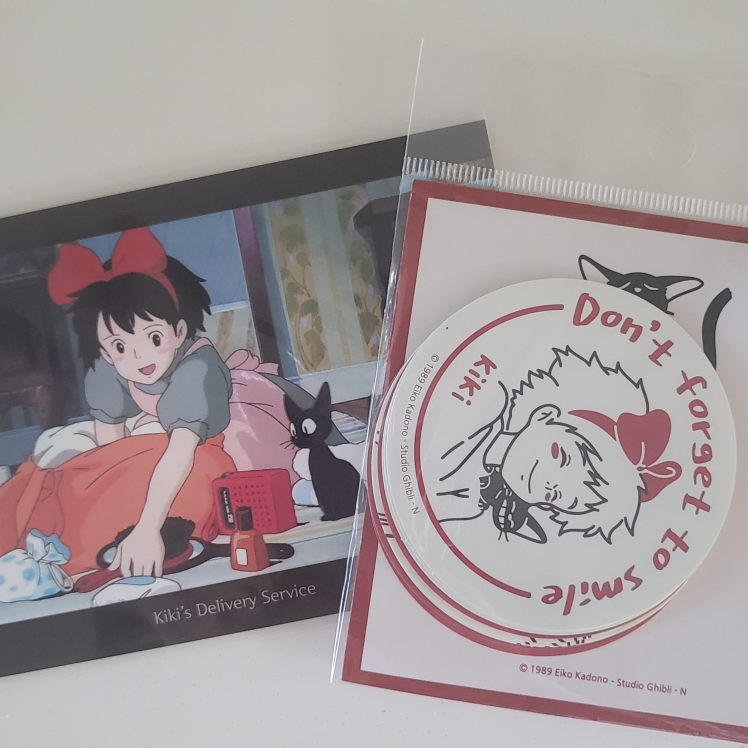 Kiki's Delivery Service
Don't forget to smile
KiKi
© 1989 Eiko Kadono - Studio Ghibli - N
© 1989 Eiko Kadono - Studio Ghibli - N